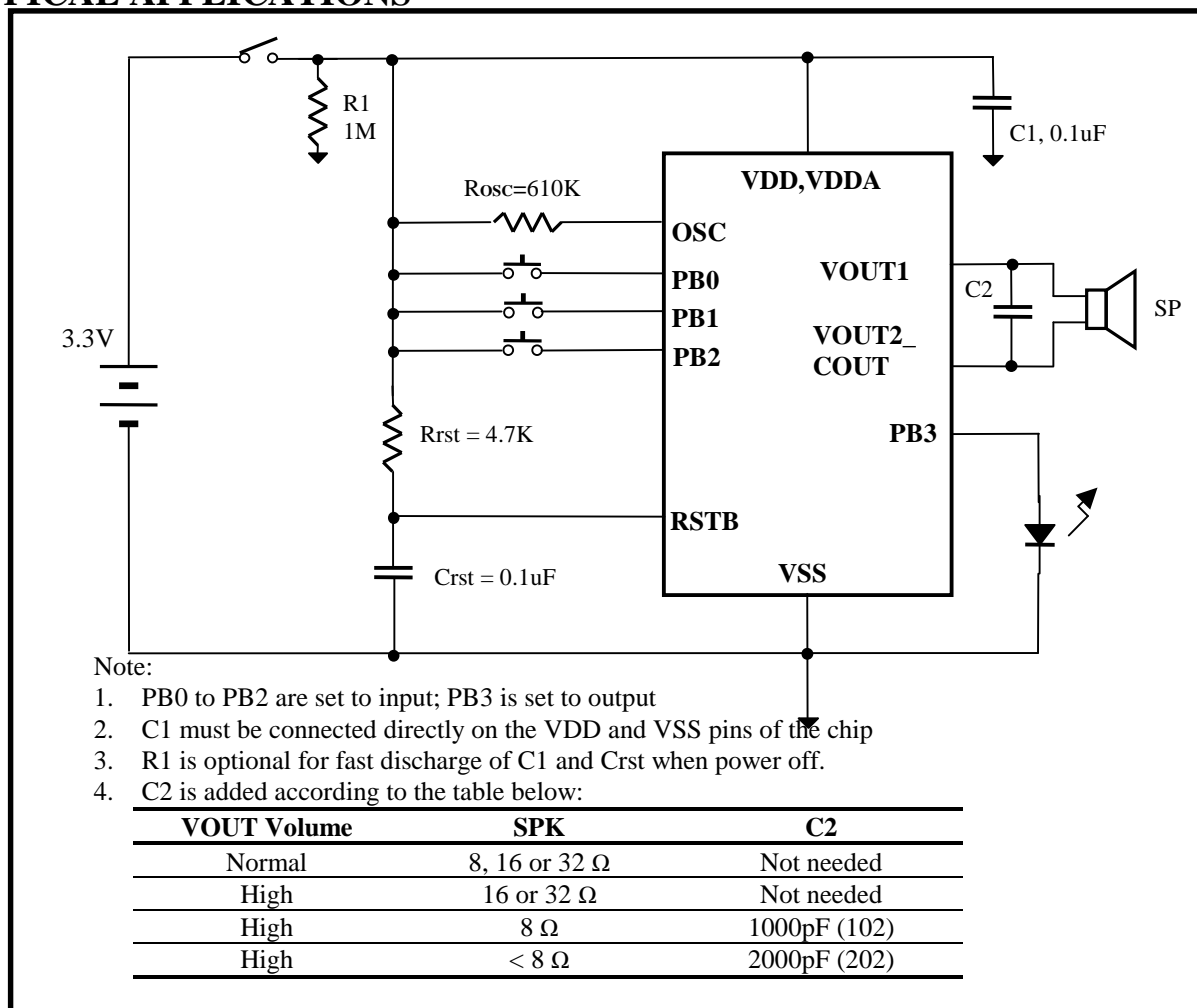 R1
1M
C1, 0.1uF
VDD,VDDA
Rosc=610K
OSC
PB0
VOUT1
C2
PB1
SP
3.3V
VOUT2_
PB2
COUT
Rrst = 4.7K
PB3
RSTB
Crst = 0.1uF
VSS
Note:
1. PB0 to PB2 are set to input; PB3 is set to output
2. C1 must be connected directly on the VDD and VSS pins of the chip
3. R1 is optional for fast discharge of C1 and Crst when power off.
4. C2 is added according to the table below:
VOUT Volume SPK C2
Normal 8, 16 or 32 Ω Not needed
High 16 or 32 Ω Not needed
High 8 Ω 1000pF (102)
High < 8 Ω 2000pF (202)